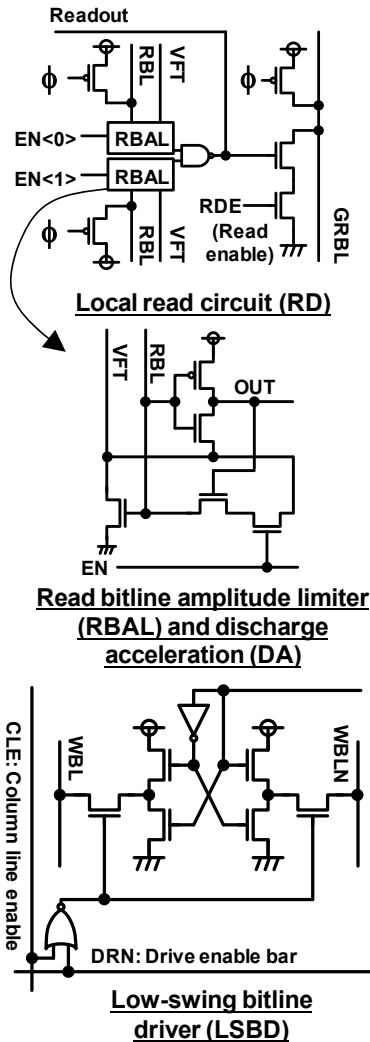 Readout
RBL
VFT
ϕ
ϕ
EN<0>
RBAL
EN<1>
RBAL
RDE
(Read
enable)
ϕ
RBL
VFT
GRBL
Local read circuit (RD)
VFT
RBL
OUT
EN
Read bitline amplitude limiter
(RBAL) and discharge
acceleration (DA)
CLE: Column line enable
WBL
WBLN
DRN: Drive enable bar
Low-swing bitline
driver (LSBD)